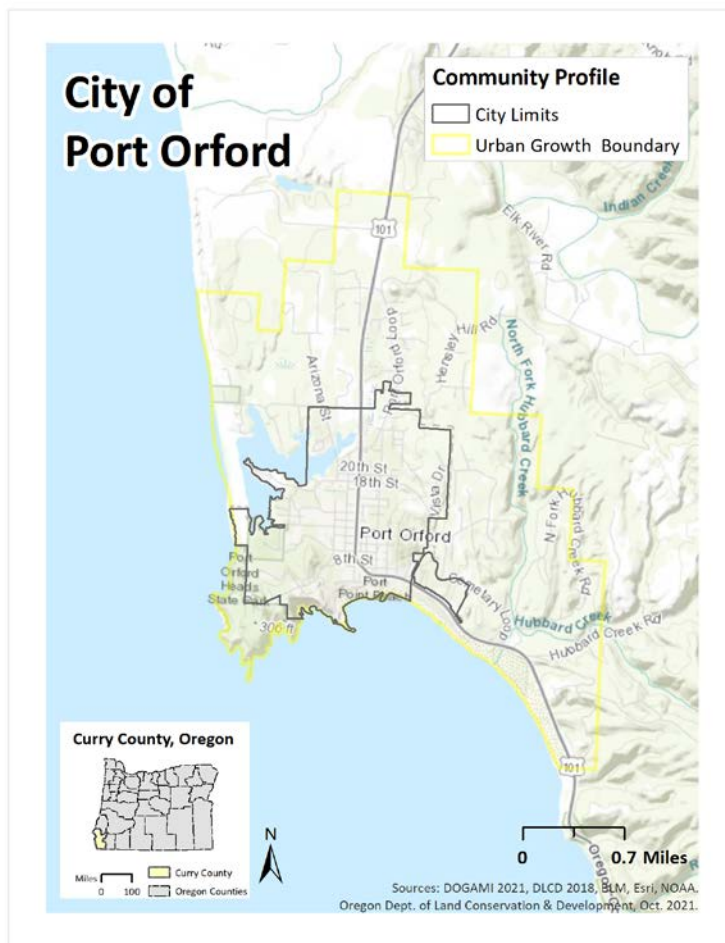 City of
Port Orford
Community Profile
City Limits
Urban Growth Boundary
Indian Creek
101
Elk River
Rd
Port Orford Loop
Hensley Hill Rd
North Fork Hubbard
Creek
Arizona St
20th St
18th St
Vista Dr
N Fork
Hubbard Creek Rd
Port Orford
8th St
Port
Orford
Heads
State
Port
Point
306 ft
Cemetary Loop
Hubbard Creek
Hubbard Creek Rd
101
Oregon
Curry County, Oregon
Miles
0 100
Curry County
Oregon Counties
N
0 0.7 Miles
Sources: DOGAMI 2021, DLCD 2018, BLM, Esri, NOAA.
Oregon Dept. of Land Conservation & Development, Oct. 2021.